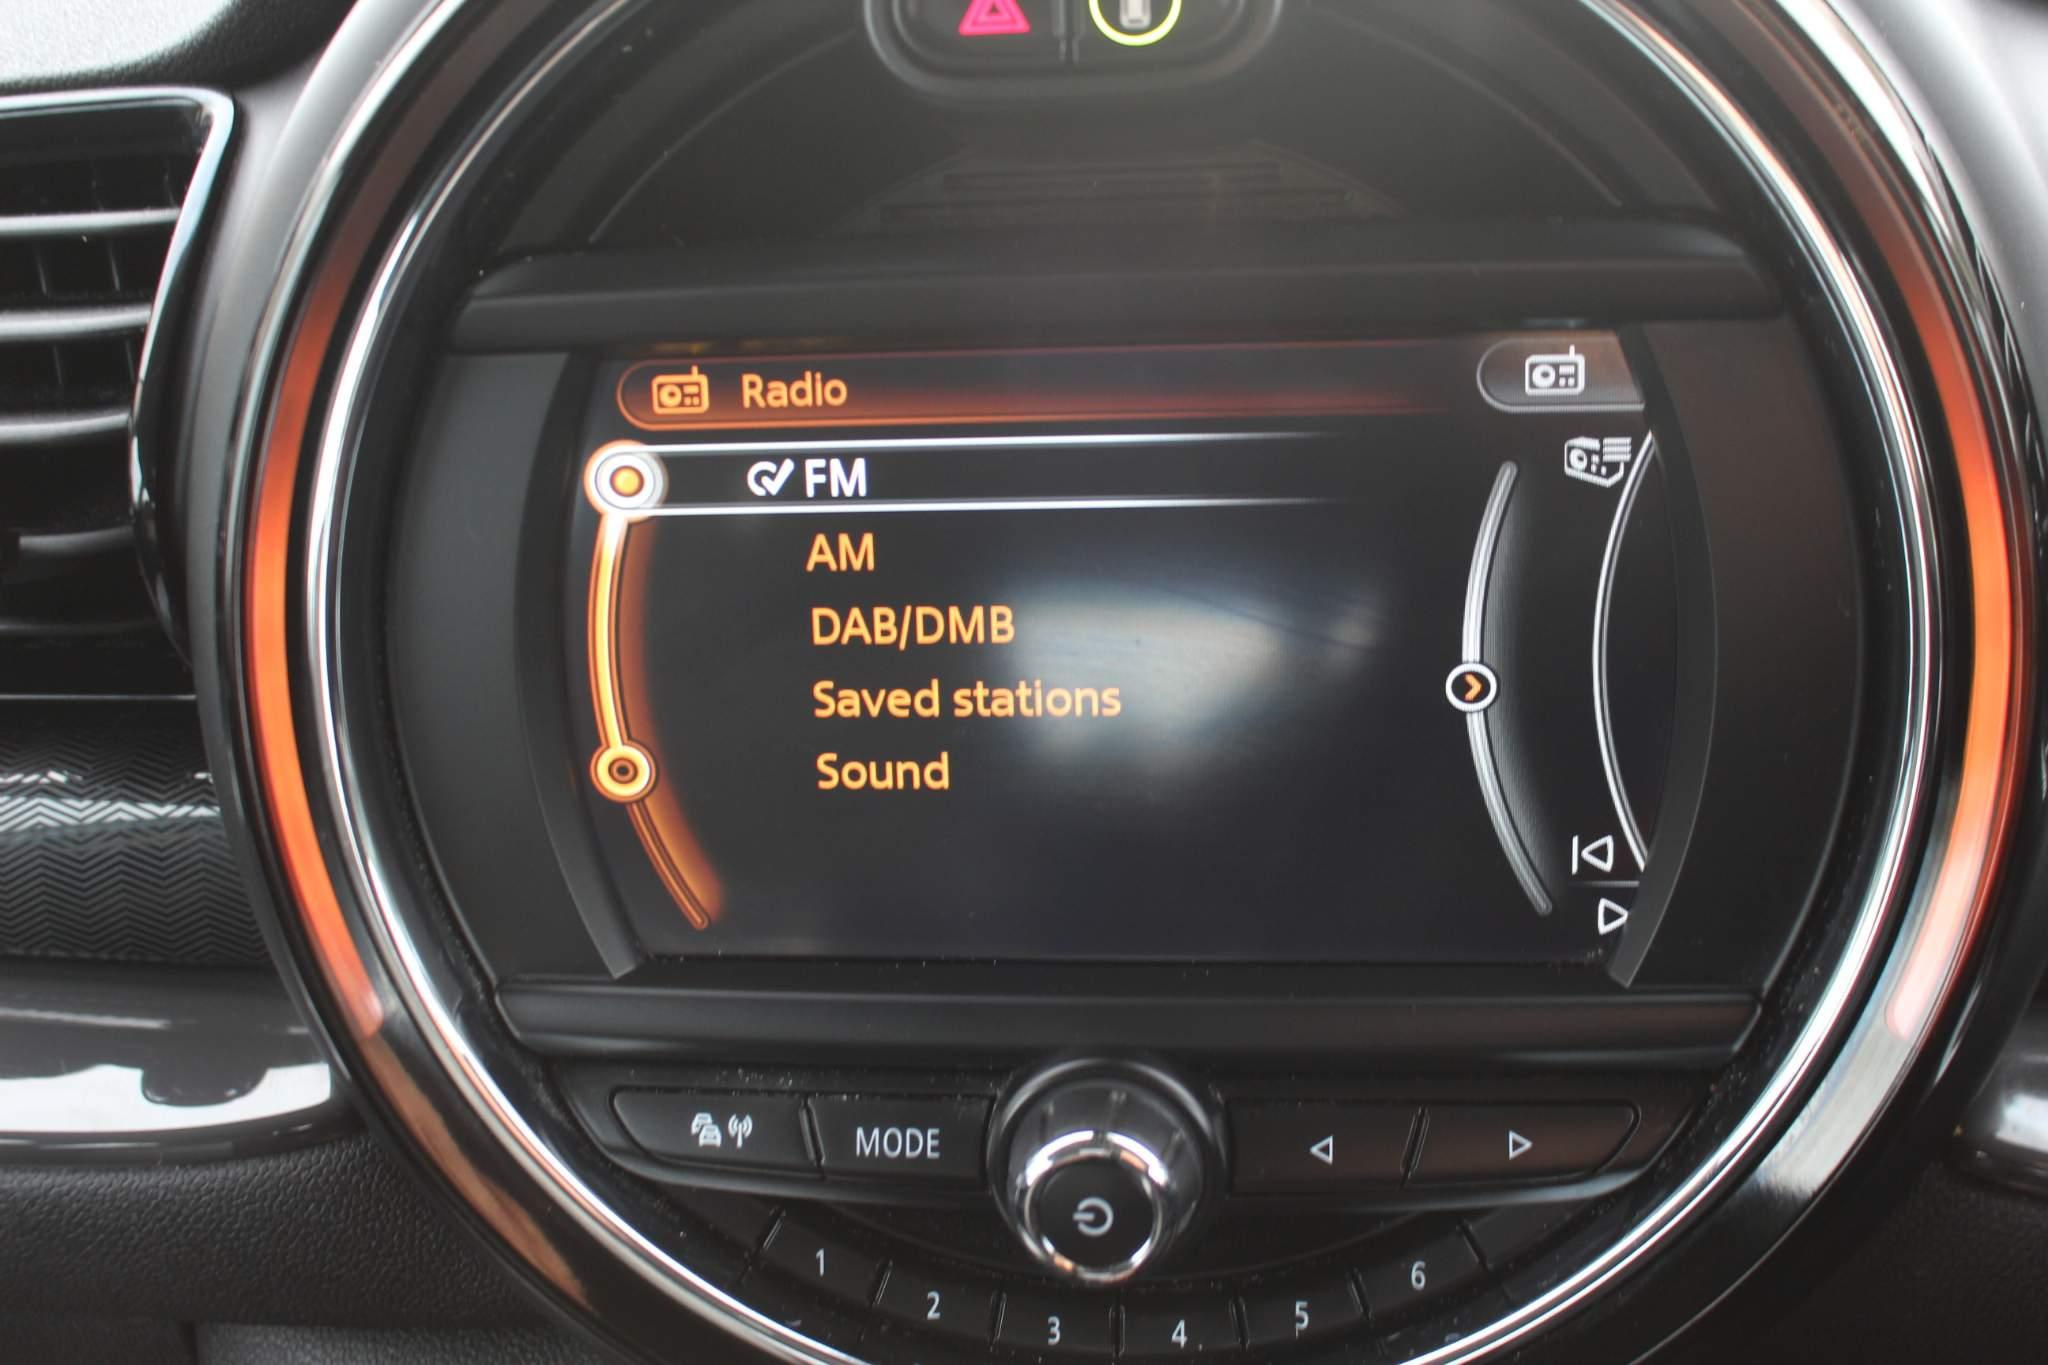 Radio
FM
AM
DAB/DMB
Saved stations
Sound
MODE
1
2
3
4
5
6